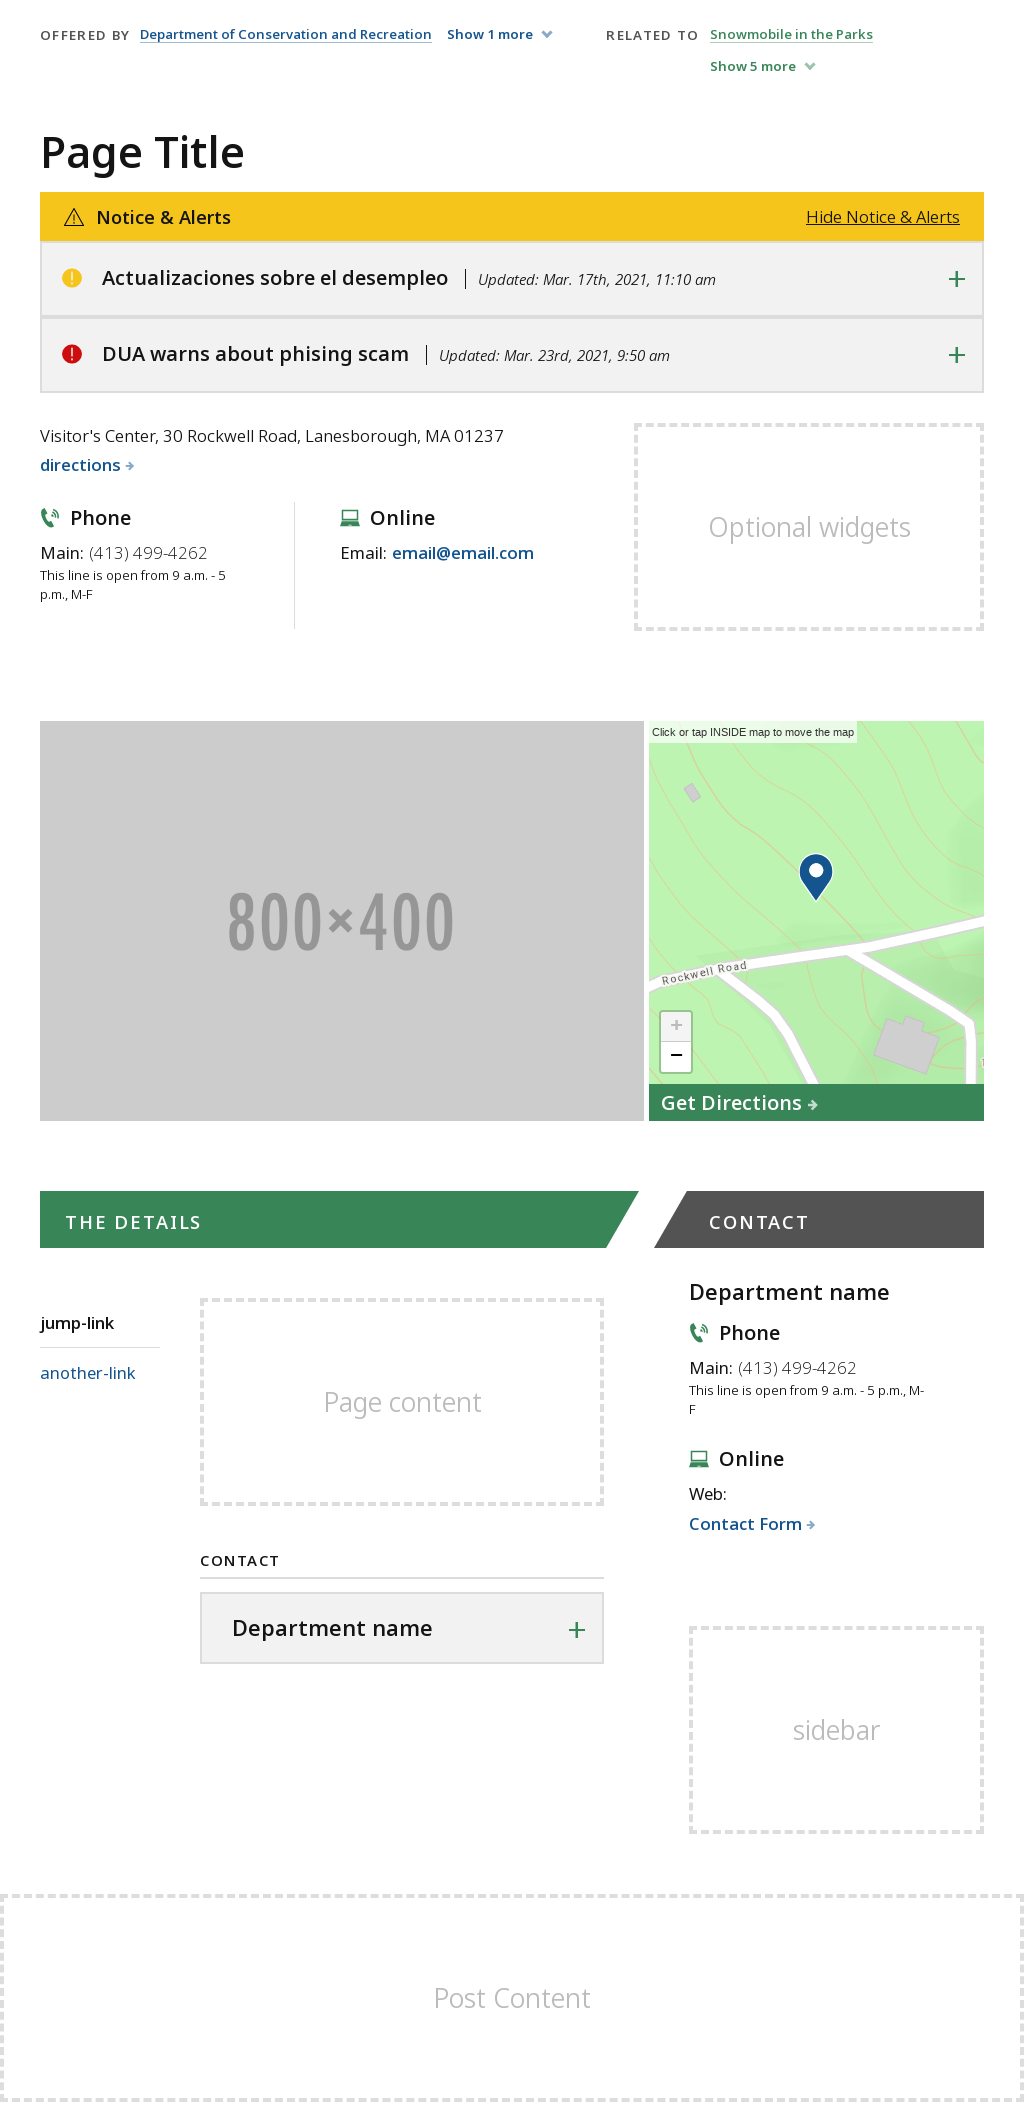 OFFERED BY Department of Conservation and Recreation Show 1 more
RELATED TO Snowmobile in the Parks
Show 5 more
Page Title
Notice & Alerts
Hide Notice & Alerts
Actualizaciones sobre el desempleo Updated: Mar. 17th, 2021, 11:10 am
DUA warns about phising scam Updated: Mar. 23rd, 2021, 9:50 am
Visitor's Center, 30 Rockwell Road, Lanesborough, MA 01237
directions
Phone
Main: (413) 499-4262
This line is open from 9 a.m. - 5
p.m., M-F
Online
Email: email@email.com
Optional widgets
800×400
Click or tap INSIDE map to move the map
Rockwell Road
+
−
Get Directions
THE DETAILS
jump-link
another-link
Page content
CONTACT
Department name
CONTACT
Department name
Phone
Main: (413) 499-4262
This line is open from 9 a.m. - 5 p.m., M-
F
Online
Web:
Contact Form
sidebar
Post Content